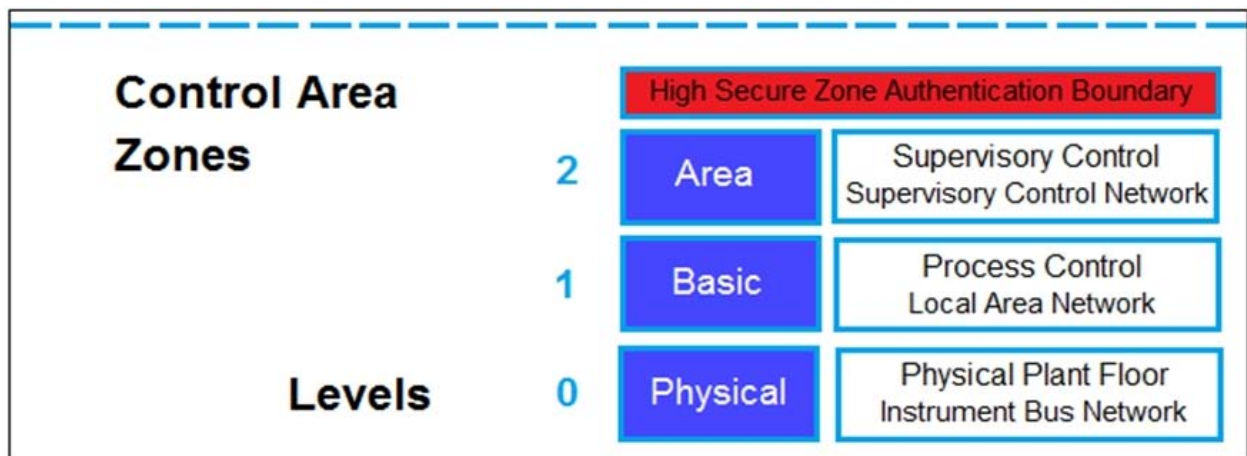 Control Area
Zones
High Secure Zone Authentication Boundary
2
Area
Supervisory Control
Supervisory Control Network
1
Basic
Process Control
Local Area Network
Levels
0
Physical
Physical Plant Floor
Instrument Bus Network